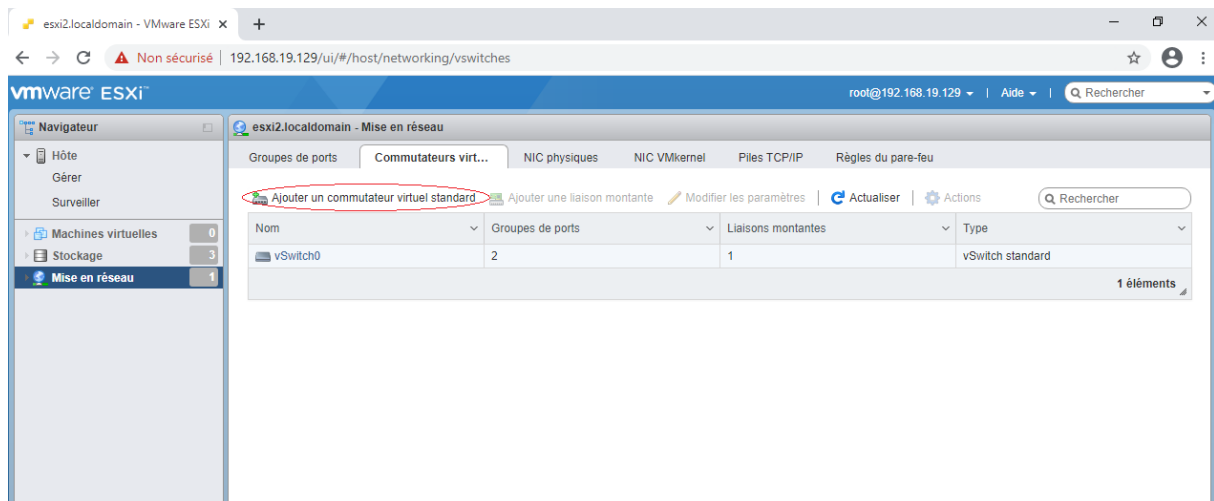 esxi2.localdomain - VMware ESXi
Non sécurisé 192.168.19.129/ui/#/host/networking/vswitches
vmware ESXi™ root@192.168.19.129 | Aide | Rechercher
Navigateur
esxi2.localdomain - Mise en réseau
Hôte
Gérer
Surveiller
Machines virtuelles 0
Stockage 3
Mise en réseau 1
Groupes de ports Commutateurs virt... NIC physiques NIC VMkernel Piles TCP/IP Règles du pare-feu
Ajouter un commutateur virtuel standard Ajouter une liaison montante Modifier les paramètres | Actualiser | Actions Rechercher
Nom Groupes de ports Liaisons montantes Type
vSwitch0 2 1 vSwitch standard
1 éléments